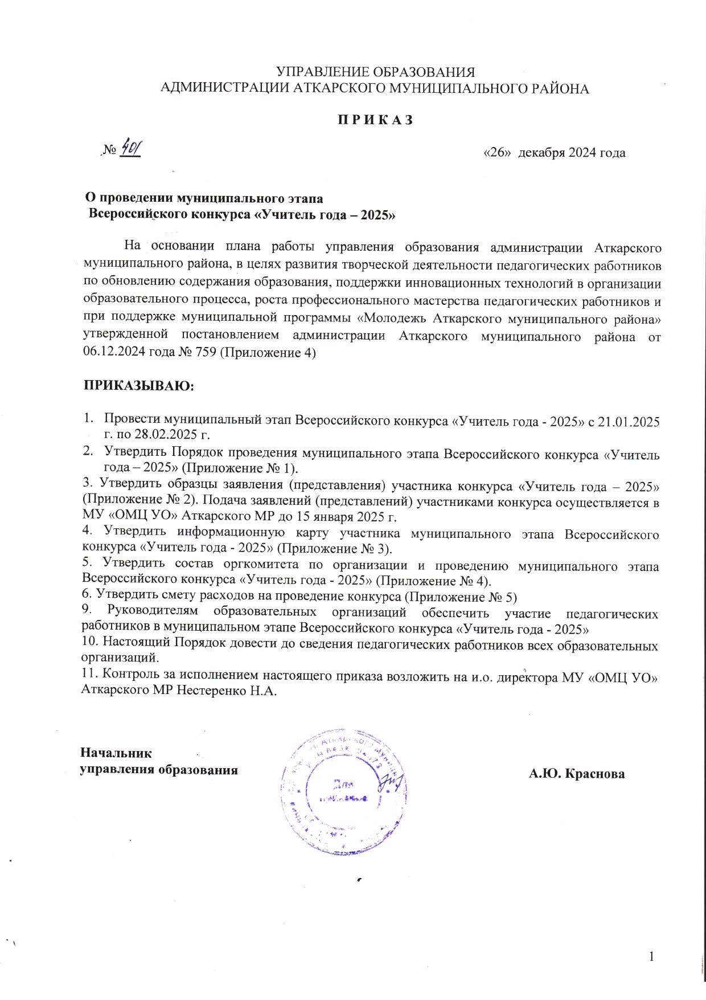 УПРАВЛЕНИЕ ОБРАЗОВАНИЯ
АДМИНИСТРАЦИИ АТКАРСКОГО МУНИЦИПАЛЬНОГО РАЙОНА
П Р И К А З
№ 401
«26» декабря 2024 года
О проведении муниципального этапа
Всероссийского конкурса «Учитель года – 2025»
На основании плана работы управления образования администрации Аткарского
муниципального района, в целях развития творческой деятельности педагогических работников
по обновлению содержания образования, поддержки инновационных технологий в организации
образовательного процесса, роста профессионального мастерства педагогических работников и
при поддержке муниципальной программы «Молодежь Аткарского муниципального района»
утвержденной постановлением администрации Аткарского муниципального района от
06.12.2024 года № 759 (Приложение 4)
ПРИКАЗЫВАЮ:
1. Провести муниципальный этап Всероссийского конкурса «Учитель года - 2025» с 21.01.2025
г. по 28.02.2025 г.
2. Утвердить Порядок проведения муниципального этапа Всероссийского конкурса «Учитель
года – 2025» (Приложение № 1).
3. Утвердить образцы заявления (представления) участника конкурса «Учитель года – 2025»
(Приложение № 2). Подача заявлений (представлений) участниками конкурса осуществляется в
МУ «ОМЦ УО» Аткарского МР до 15 января 2025 г.
4. Утвердить информационную карту участника муниципального этапа Всероссийского
конкурса «Учитель года - 2025» (Приложение № 3).
5. Утвердить состав оргкомитета по организации и проведению муниципального этапа
Всероссийского конкурса «Учитель года - 2025» (Приложение № 4).
6. Утвердить смету расходов на проведение конкурса (Приложение № 5)
9. Руководителям образовательных организаций обеспечить участие педагогических
работников в муниципальном этапе Всероссийского конкурса «Учитель года - 2025»
10. Настоящий Порядок довести до сведения педагогических работников всех образовательных
организаций.
11. Контроль за исполнением настоящего приказа возложить на и.о. директора МУ «ОМЦ УО»
Аткарского МР Нестеренко Н.А.
Начальник
управления образования
А.Ю. Краснова
Аткарского
Для
1